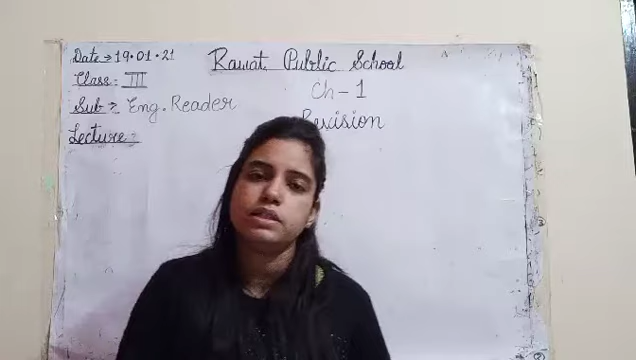 Date → 19.01.21
Rawat Public School
Class: III
Ch - 1
Sub → Eng. Reader
Revision
Lecture :